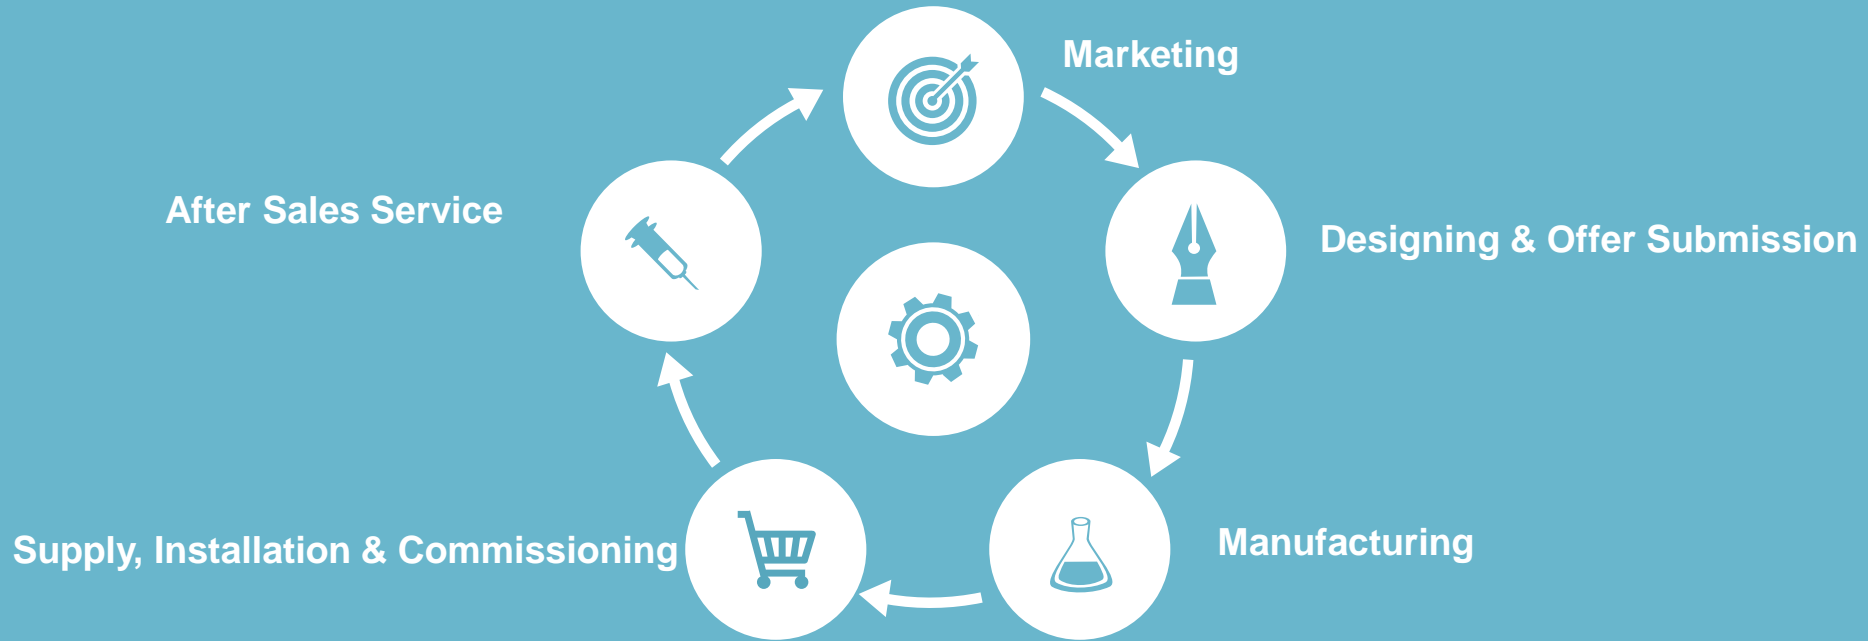 Marketing
After Sales Service
Designing & Offer Submission
Manufacturing
Supply, Installation & Commissioning